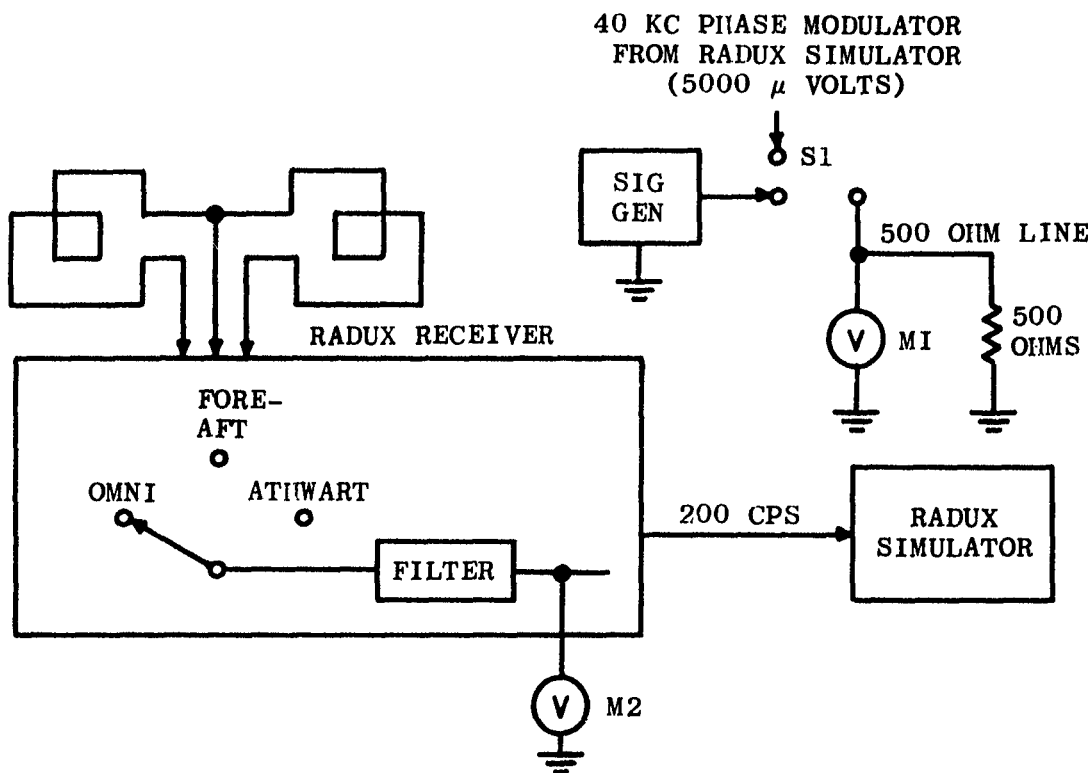 40 KC PHASE MODULATOR
FROM RADUX SIMULATOR
(5000 μ VOLTS)
S1
SIG
GEN
500 OHM LINE
500
OHMS
V
M1
RADUX RECEIVER
FORE-
AFT
OMNI
ATHWART
FILTER
200 CPS
RADUX
SIMULATOR
V
M2